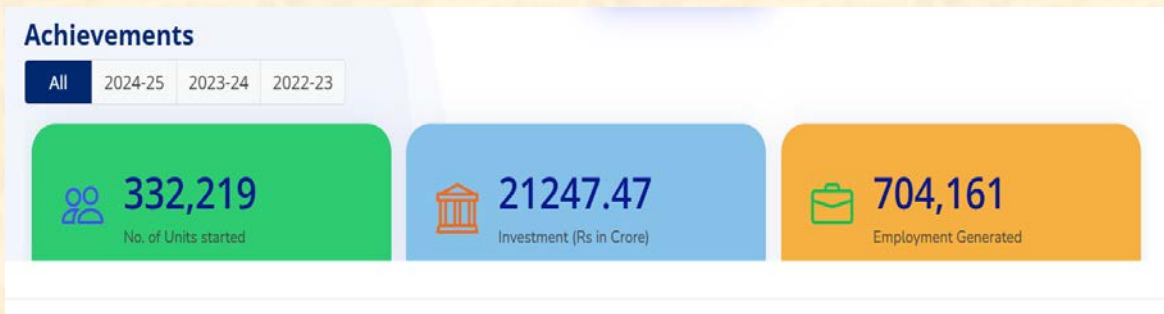 Achievements
All 2024-25 2023-24 2022-23
332,219
No. of Units started
21247.47
Investment (Rs in Crore)
704,161
Employment Generated